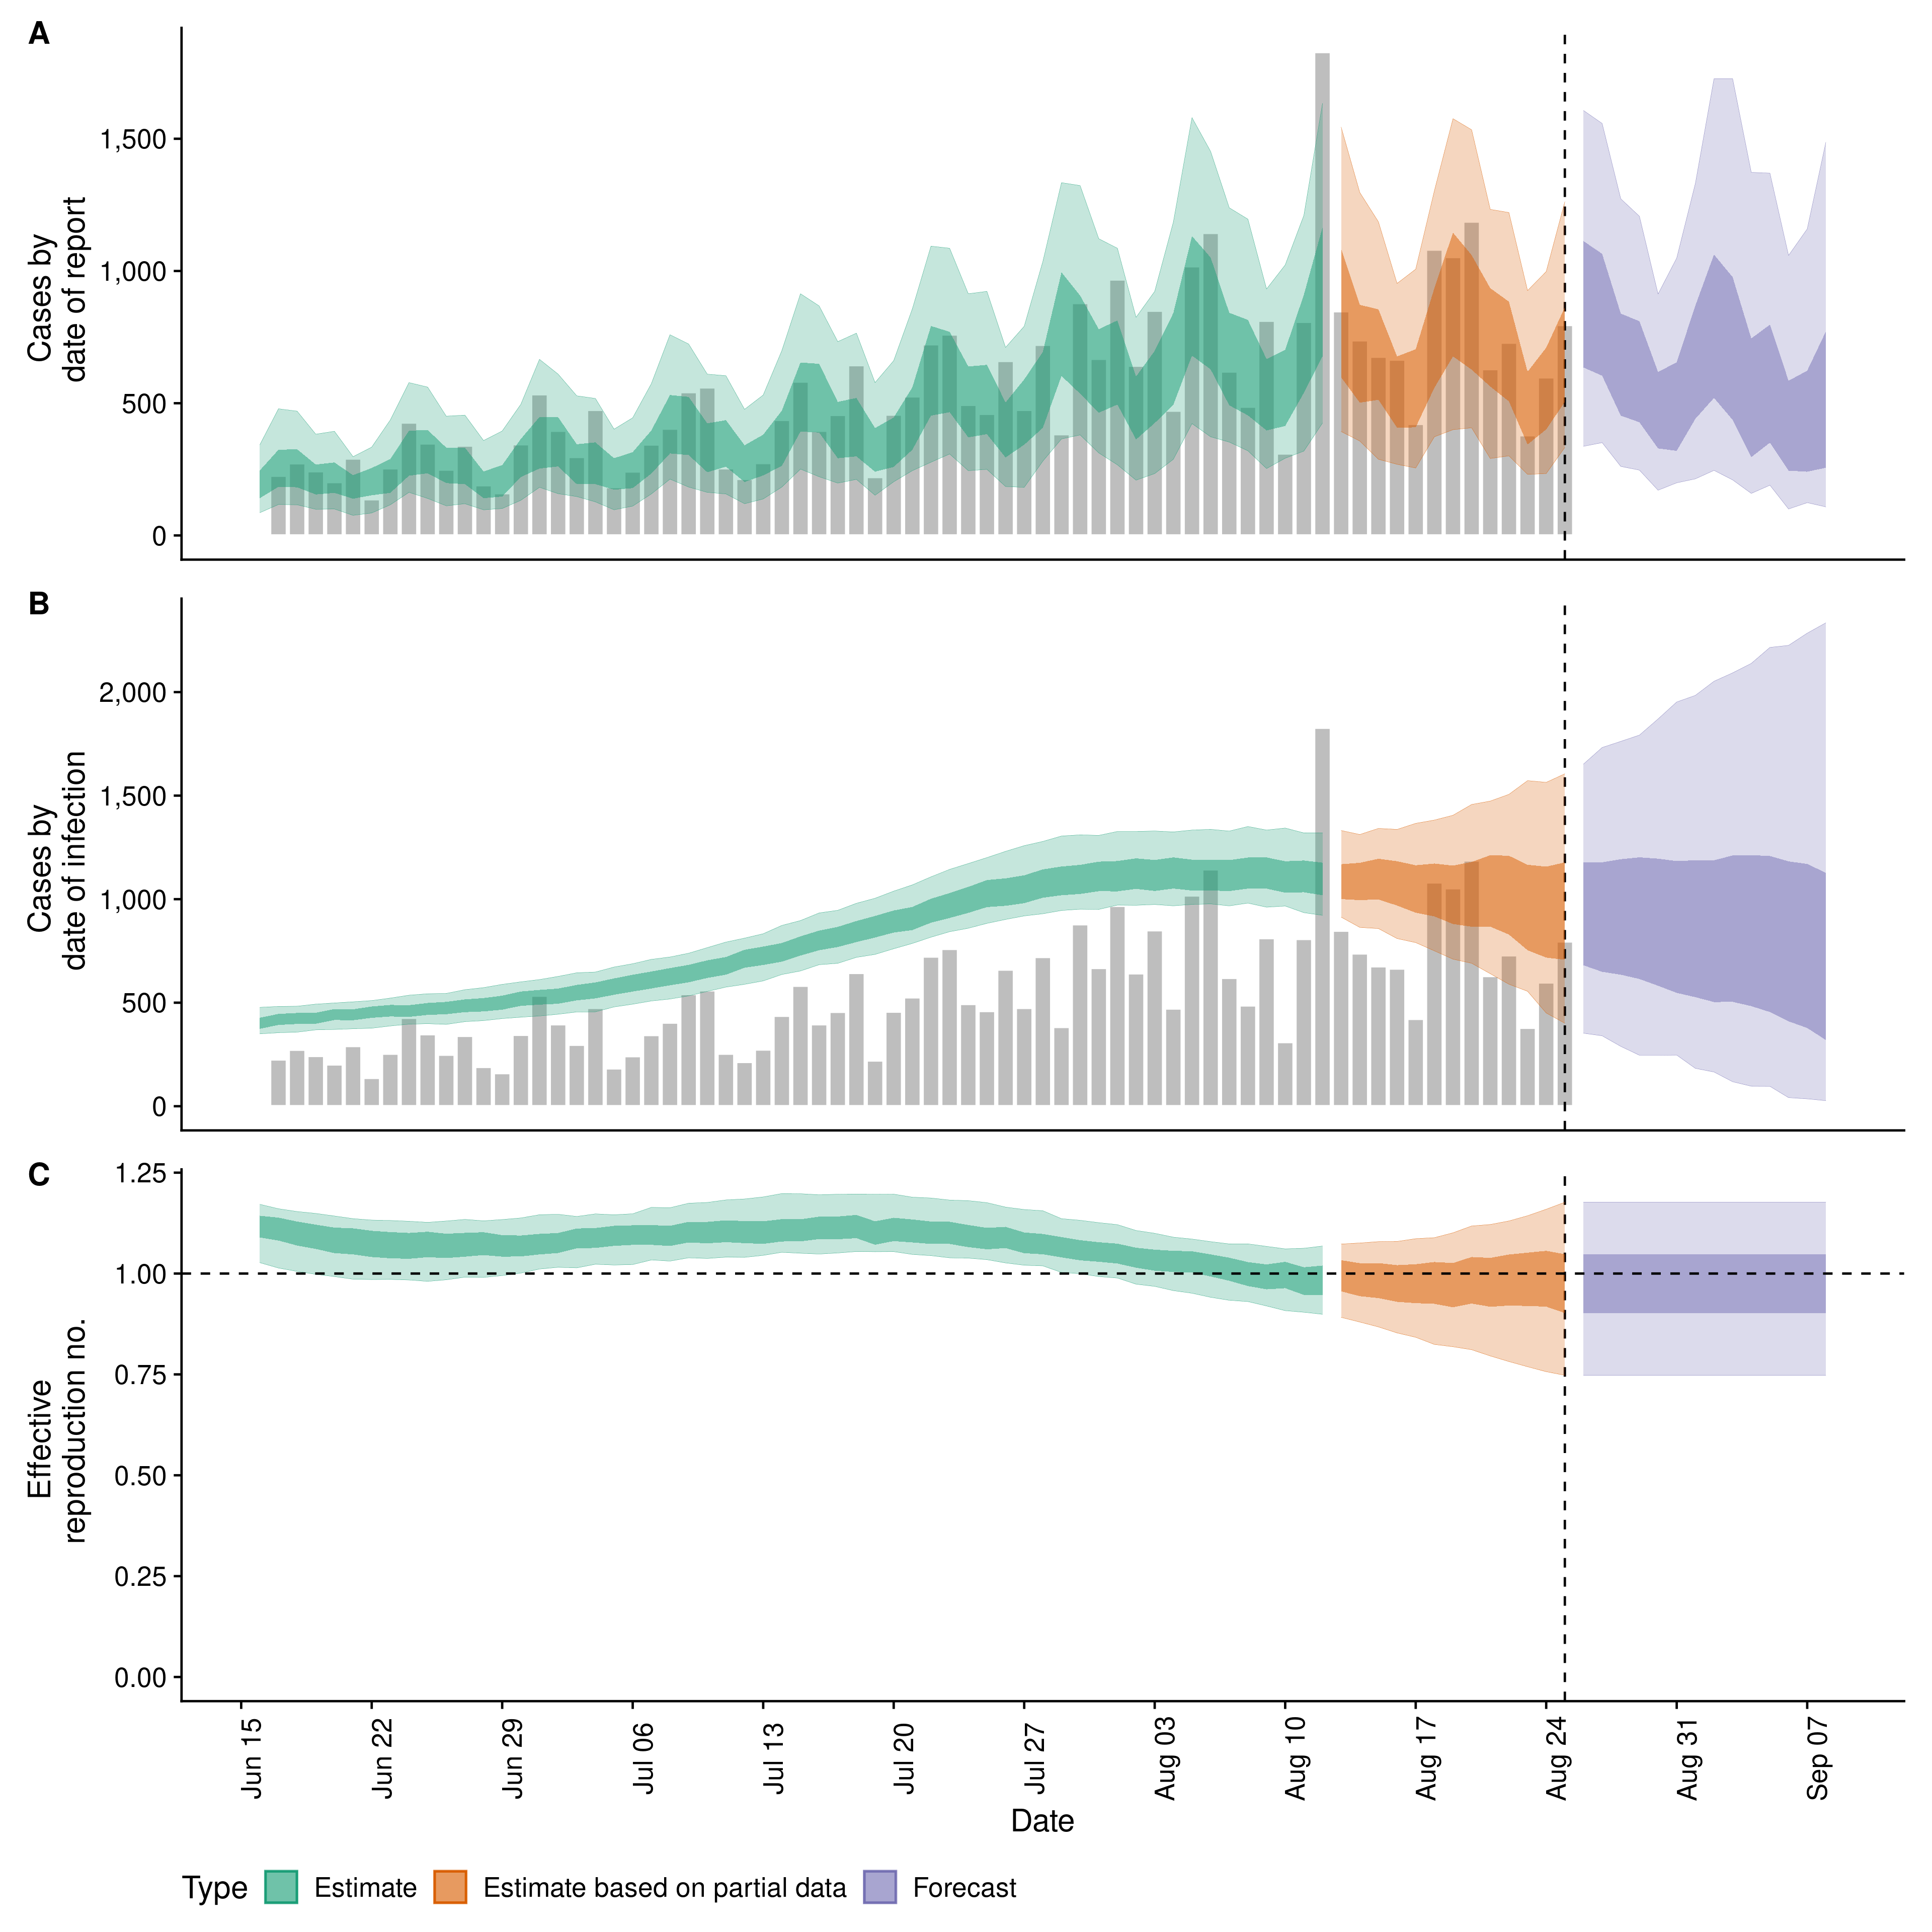 A
Cases by
date of report
1,500
1,000
500
0
B
Cases by
date of infection
2,000
1,500
1,000
500
0
C
Effective
reproduction no.
1.25
1.00
0.75
0.50
0.25
0.00
Jun 15
Jun 22
Jun 29
Jul 06
Jul 13
Jul 20
Jul 27
Aug 03
Aug 10
Aug 17
Aug 24
Aug 31
Sep 07
Date
Type Estimate Estimate based on partial data Forecast